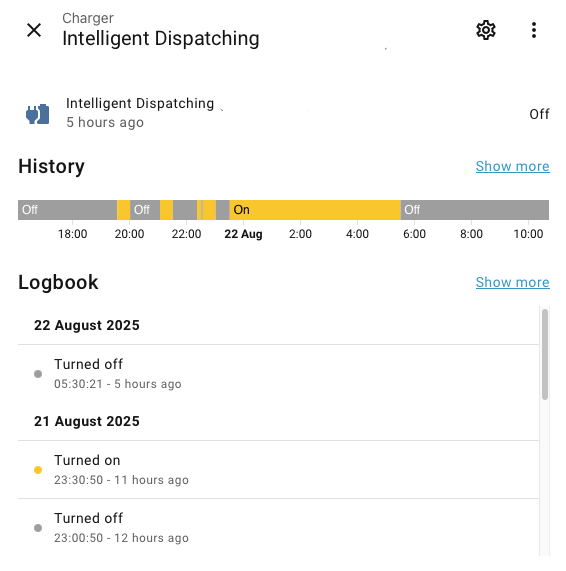 Charger
Intelligent Dispatching
Intelligent Dispatching
5 hours ago
Off
History
Show more
Off
Off
On
Off
18:00
20:00
22:00
22 Aug
2:00
4:00
6:00
8:00
10:00
Logbook
Show more
22 August 2025
Turned off
05:30:21 - 5 hours ago
21 August 2025
Turned on
23:30:50 - 11 hours ago
Turned off
23:00:50 - 12 hours ago